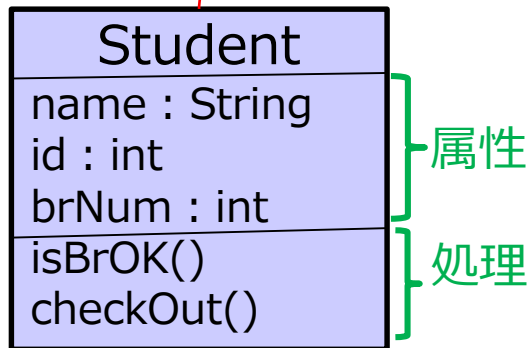 Student
name : String
id : int
brNum : int
属性
isBrOK()
checkOut()
処理